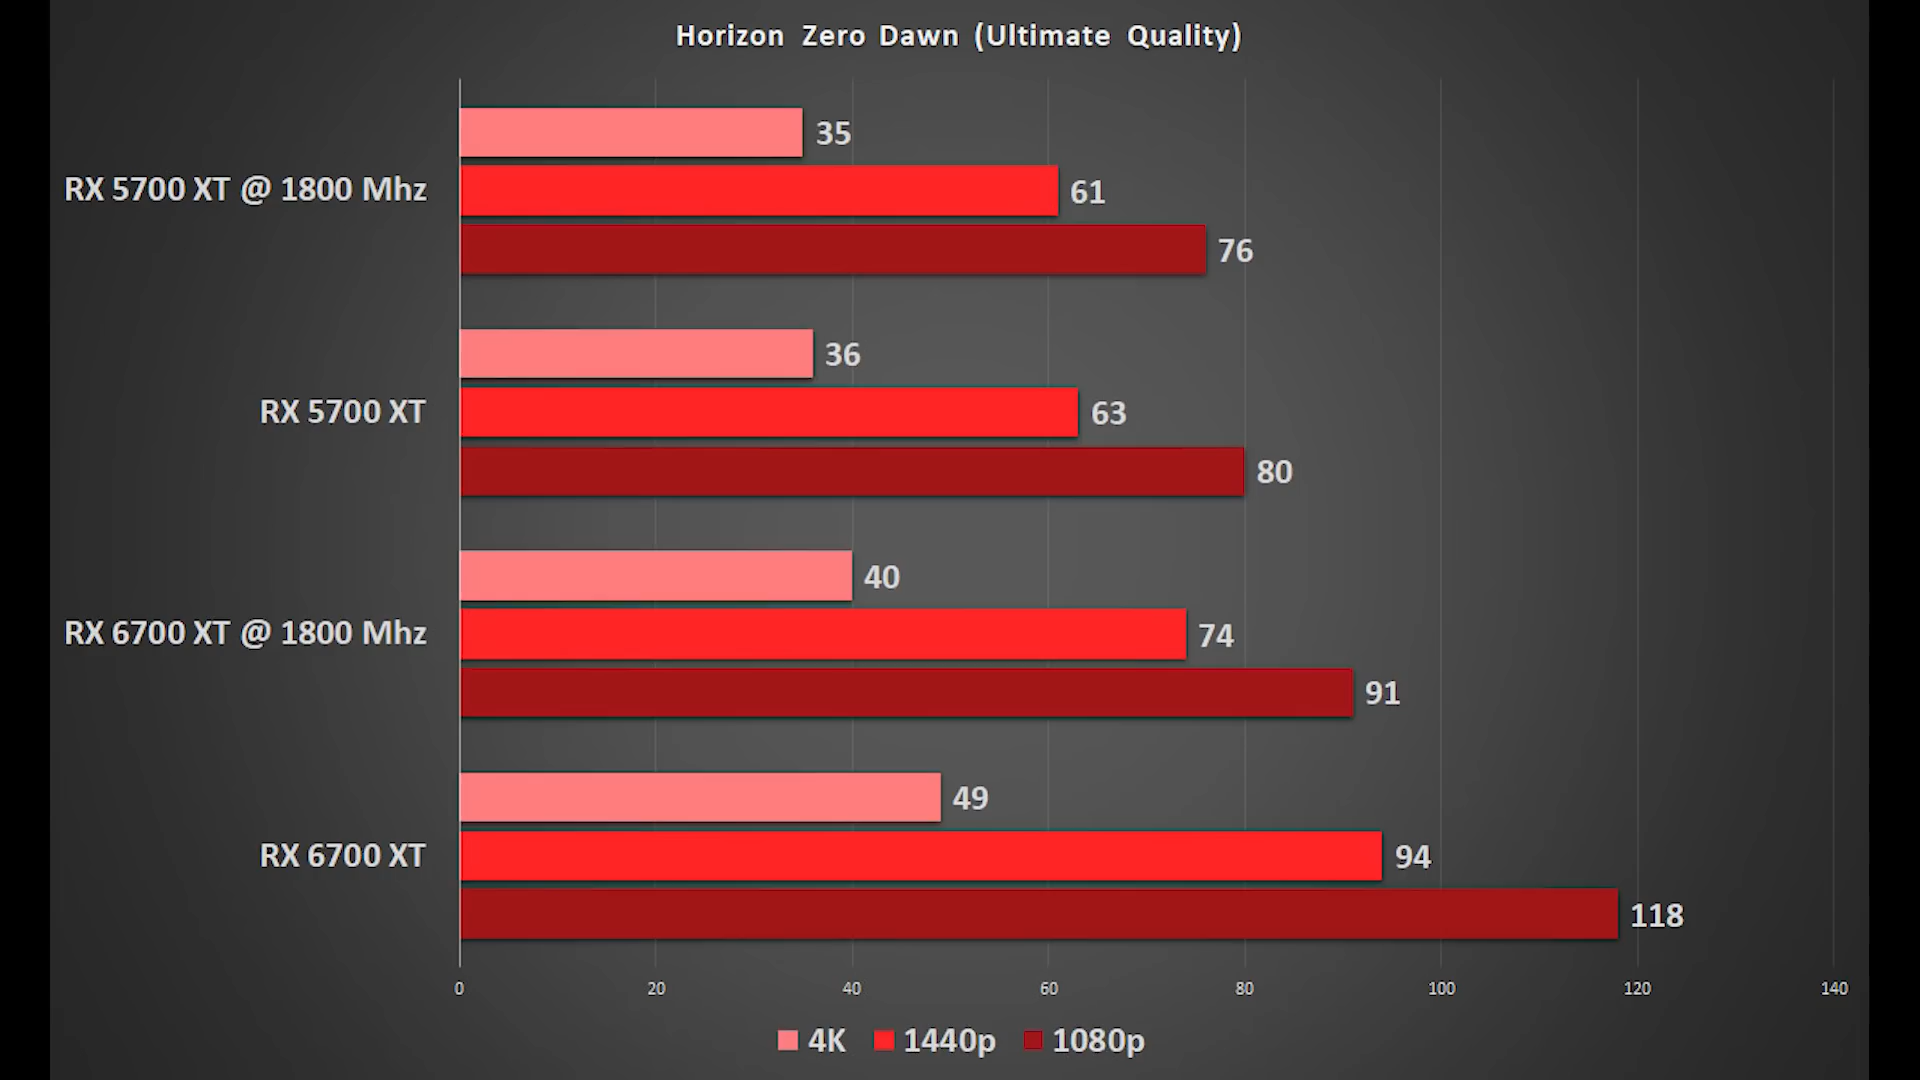 Horizon Zero Dawn (Ultimate Quality)
35
RX 5700 XT @ 1800 Mhz
61
76
36
RX 5700 XT
63
80
40
RX 6700 XT @ 1800 Mhz
74
91
49
RX 6700 XT
94
118
0 20 40 60 80 100 120 140
4K 1440p 1080p